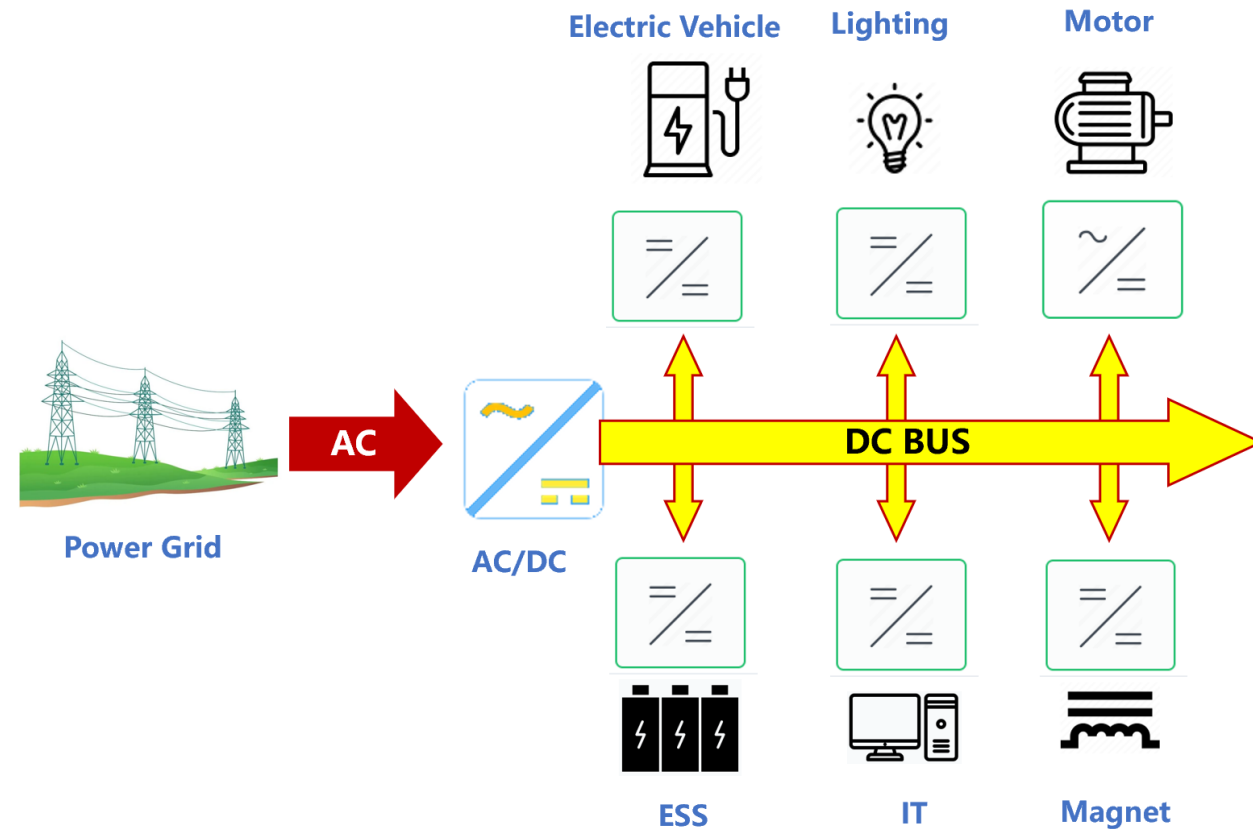 Electric Vehicle
Lighting
Motor
AC
DC BUS
Power Grid
AC/DC
ESS
IT
Magnet